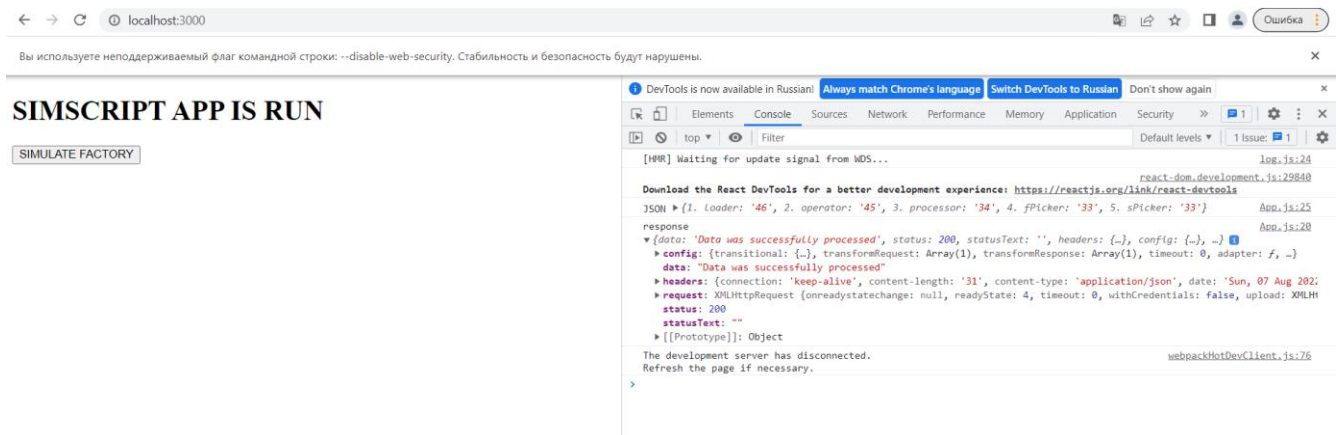 localhost:3000
Ошибка
Вы используете неподдерживаемый флаг командной строки: --disable-web-security. Стабильность и безопасность будут нарушены.
SIMSCRIPT APP IS RUN
SIMULATE FACTORY
DevTools is now available in Russian! Always match Chrome's language Switch DevTools to Russian Don't show again
Elements Console Sources Network Performance Memory Application Security » 1
top ▼ Filter Default levels ▼ 1 Issue: 1
[HMR] Waiting for update signal from WDS... log.js:24
react-dom.development.js:29840
Download the React DevTools for a better development experience: https://reactjs.org/link/react-devtools
JSON ▶ {1. loader: '46', 2. operator: '45', 3. processor: '34', 4. fPicker: '33', 5. sPicker: '33'} App.js:25
response App.js:20
▼ {data: 'Data was successfully processed', status: 200, statusText: '', headers: {…}, config: {…}, …}
▶ config: {transitional: {…}, transformRequest: Array(1), transformResponse: Array(1), timeout: 0, adapter: ƒ, …}
data: "Data was successfully processed"
▶ headers: {connection: 'keep-alive', content-length: '31', content-type: 'application/json', date: 'Sun, 07 Aug 2022
▶ request: XMLHttpRequest {onreadystatechange: null, readyState: 4, timeout: 0, withCredentials: false, upload: XMLHt
status: 200
statusText: ""
▶ [[Prototype]]: Object
The development server has disconnected. webpackHotDevClient.js:76
Refresh the page if necessary.